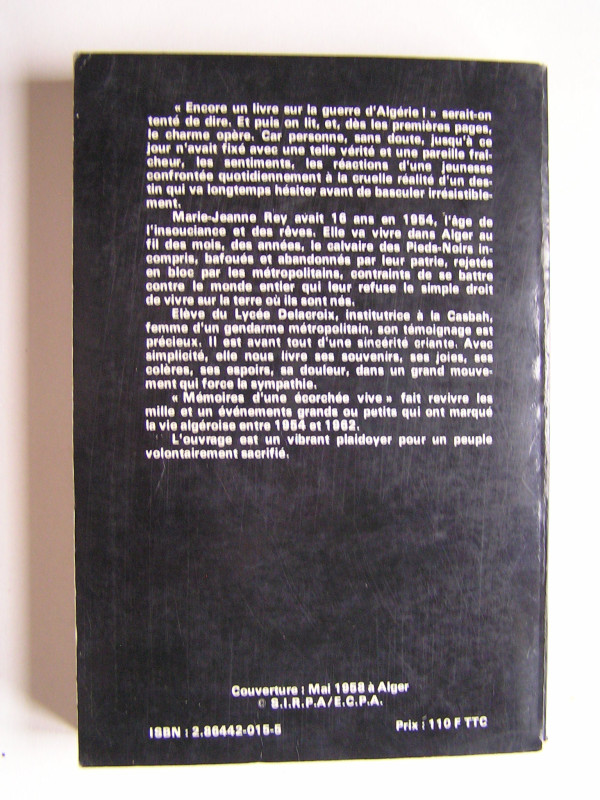 « Encore un livre sur la guerre d'Algérie ! » serait-on
tenté de dire. Et puis on lit, et, dès les premières pages,
le charme opère. Car personne, sans doute, jusqu'à ce
jour n'avait fixé avec une telle vérité et une pareille fraî-
cheur, les sentiments, les réactions d'une jeunesse
confrontée quotidiennement à la cruelle réalité d'un des-
tin qui va longtemps hésiter avant de basculer irrésistible-
ment.
Marie-Jeanne Rey avait 16 ans en 1954, l'âge de
l'insouciance et des rêves. Elle va vivre dans Alger au
fil des mois, des années, le calvaire des Pieds-Noirs in-
compris, bafoués et abandonnés par leur patrie, rejetés
en bloc par les métropolitains, contraints de se battre
contre le monde entier qui leur refuse le simple droit
de vivre sur la terre où ils sont nés.
Elève du Lycée Delacroix, institutrice à la Casbah,
femme d'un gendarme métropolitain, son témoignage est
précieux. Il est avant tout d'une sincérité criante. Avec
simplicité, elle nous livre ses souvenirs, ses joies, ses
colères, ses espoirs, sa douleur, dans un grand mouve-
ment qui force la sympathie.
« Mémoires d'une écorchée vive » fait revivre les
mille et un événements grands ou petits qui ont marqué
la vie algéroise entre 1954 et 1962.
L'ouvrage est un vibrant plaidoyer pour un peuple
volontairement sacrifié.
Couverture : Mai 1958 à Alger
© S.I.R.P.A/E.C.P.A.
ISBN : 2.86442-015-5
Prix : 110 F TTC